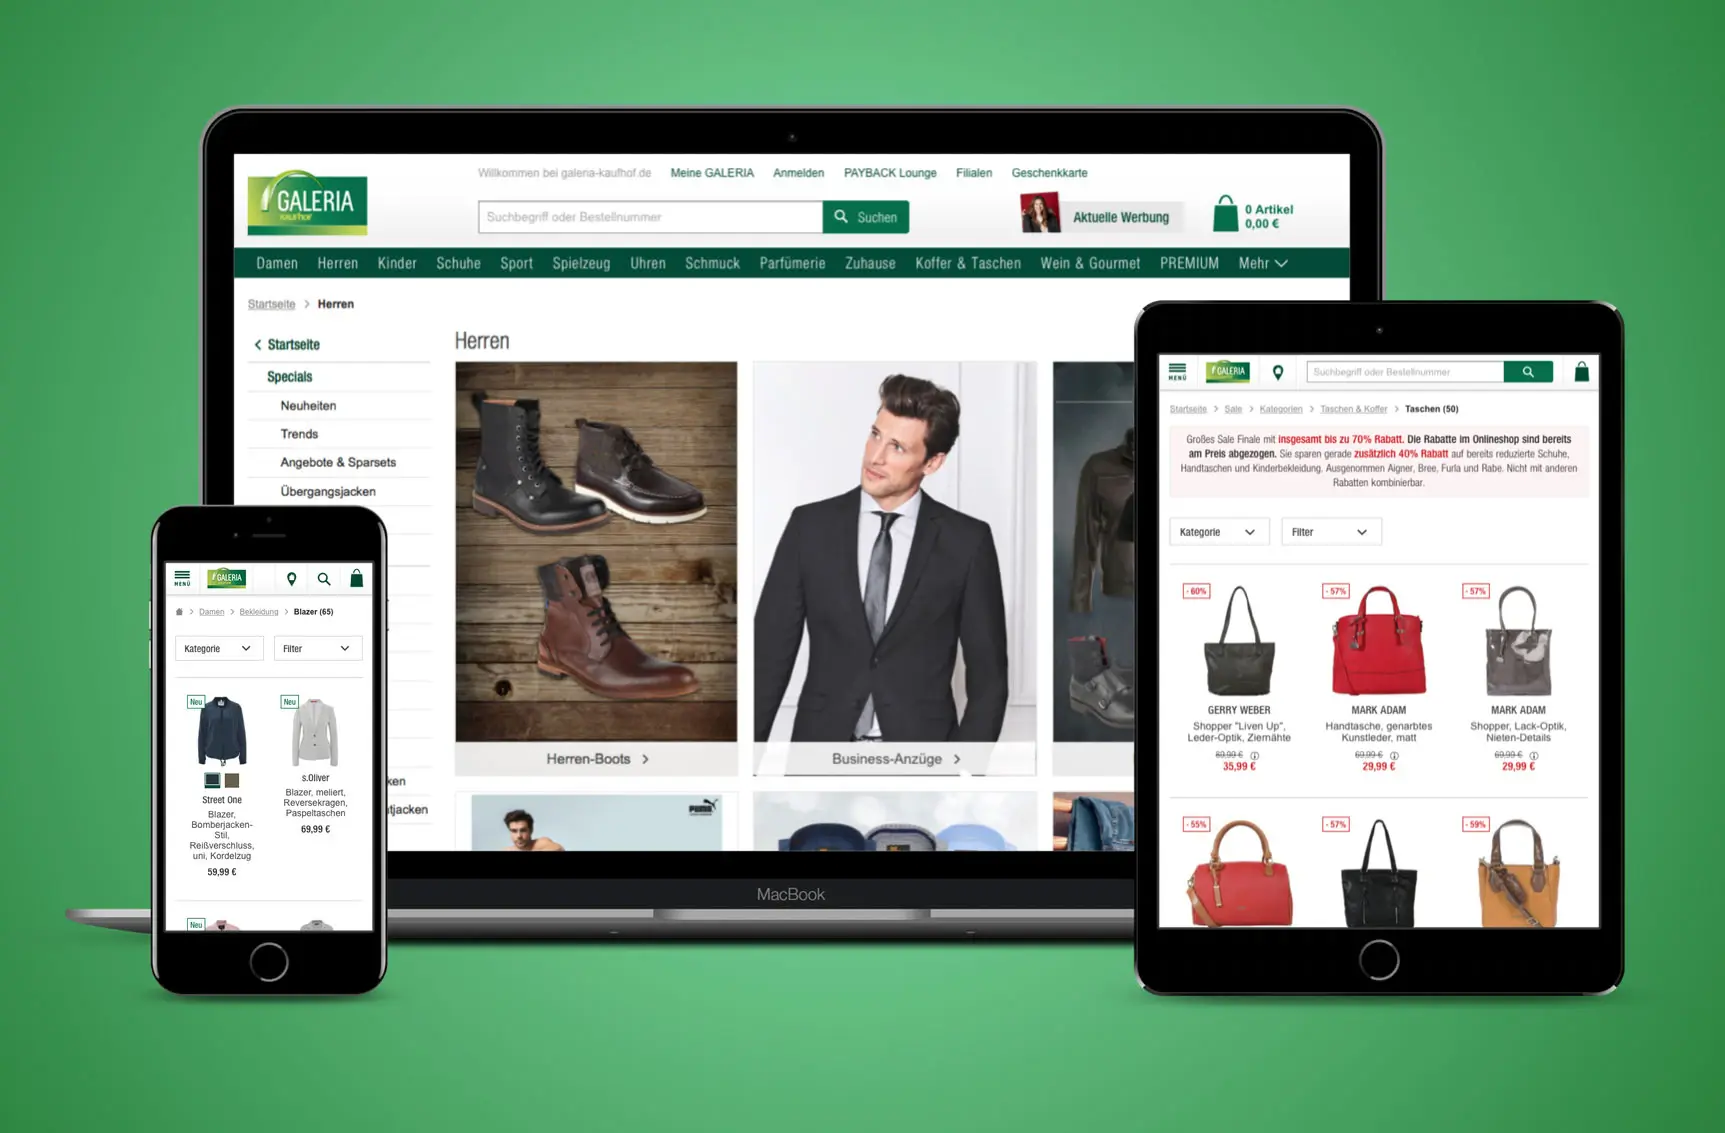 GALERIA
KAUFHOF
Willkommen bei galeria-kaufhof.de
Meine GALERIA
Anmelden
PAYBACK Lounge
Filialen
Geschenkkarte
Suchbegriff oder Bestellnummer
Suchen
Aktuelle Werbung
0 Artikel
0,00 €
Damen Herren Kinder Schuhe Sport Spielzeug Uhren Schmuck Parfümerie Zuhause Koffer & Taschen Wein & Gourmet PREMIUM Mehr
Startseite > Herren
< Startseite
Specials
Neuheiten
Trends
Angebote & Sparsets
Übergangsjacken
Herren
Herren-Boots >
Business-Anzüge >
PUMA
MacBook
MENÜ
GALERIA
Damen > Bekleidung > Blazer (65)
Kategorie
Filter
Neu
Street One
Blazer,
Bomberjacken-
Stil,
Reißverschluss,
uni, Kordelzug
59,99 €
Neu
s.Oliver
Blazer, meliert,
Reversekragen,
Paspeltaschen
69,99 €
Neu
MENÜ
GALERIA
Suchbegriff oder Bestellnummer
Startseite > Sale > Kategorien > Taschen & Koffer > Taschen (50)
Großes Sale Finale mit insgesamt bis zu 70% Rabatt. Die Rabatte im Onlineshop sind bereits
am Preis abgezogen. Sie sparen gerade zusätzlich 40% Rabatt auf bereits reduzierte Schuhe,
Handtaschen und Kinderbekleidung. Ausgenommen Aigner, Bree, Furla und Rabe. Nicht mit anderen
Rabatten kombinierbar.
Kategorie
Filter
- 60%
GERRY WEBER
Shopper "Liven Up",
Leder-Optik, Ziernähte
89,99 €
35,99 €
- 57%
MARK ADAM
Handtasche, genarbtes
Kunstleder, matt
69,99 €
29,99 €
- 57%
MARK ADAM
Shopper, Lack-Optik,
Nieten-Details
69,99 €
29,99 €
- 55%
- 57%
- 59%